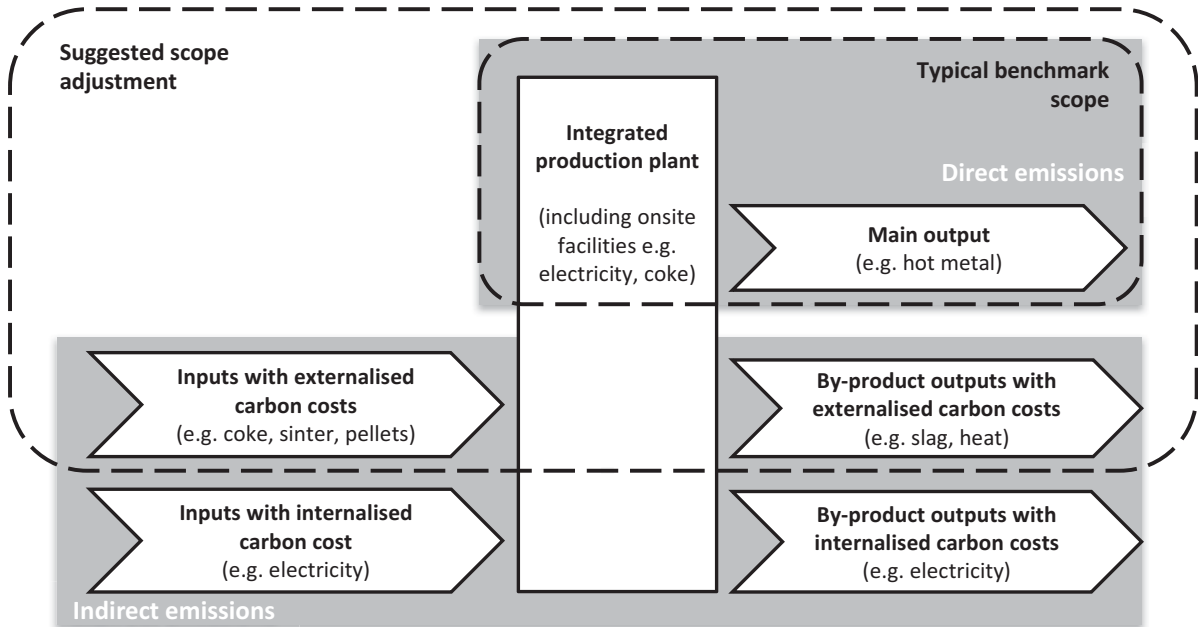 Suggested scope
adjustment
Typical benchmark
scope
Integrated
production plant
(including onsite
facilities e.g.
electricity, coke)
Direct emissions
Main output
(e.g. hot metal)
Inputs with externalised
carbon costs
(e.g. coke, sinter, pellets)
By-product outputs with
externalised carbon costs
(e.g. slag, heat)
Inputs with internalised
carbon cost
(e.g. electricity)
By-product outputs with
internalised carbon costs
(e.g. electricity)
Indirect emissions